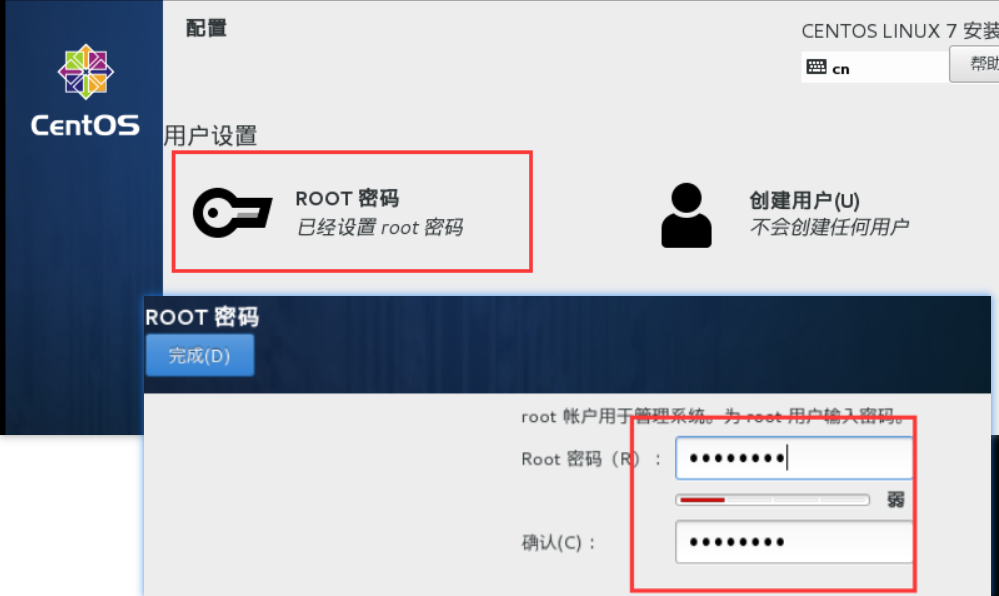 配置
CENTOS LINUX 7 安装
cn
帮助
CentOS
用户设置
ROOT 密码
已经设置 root 密码
创建用户(U)
不会创建任何用户
ROOT 密码
完成(D)
root 帐户用于管理系统。为 root 用户输入密码。
Root 密码（R）：
●●●●●●●●
弱
确认(C)：
●●●●●●●●